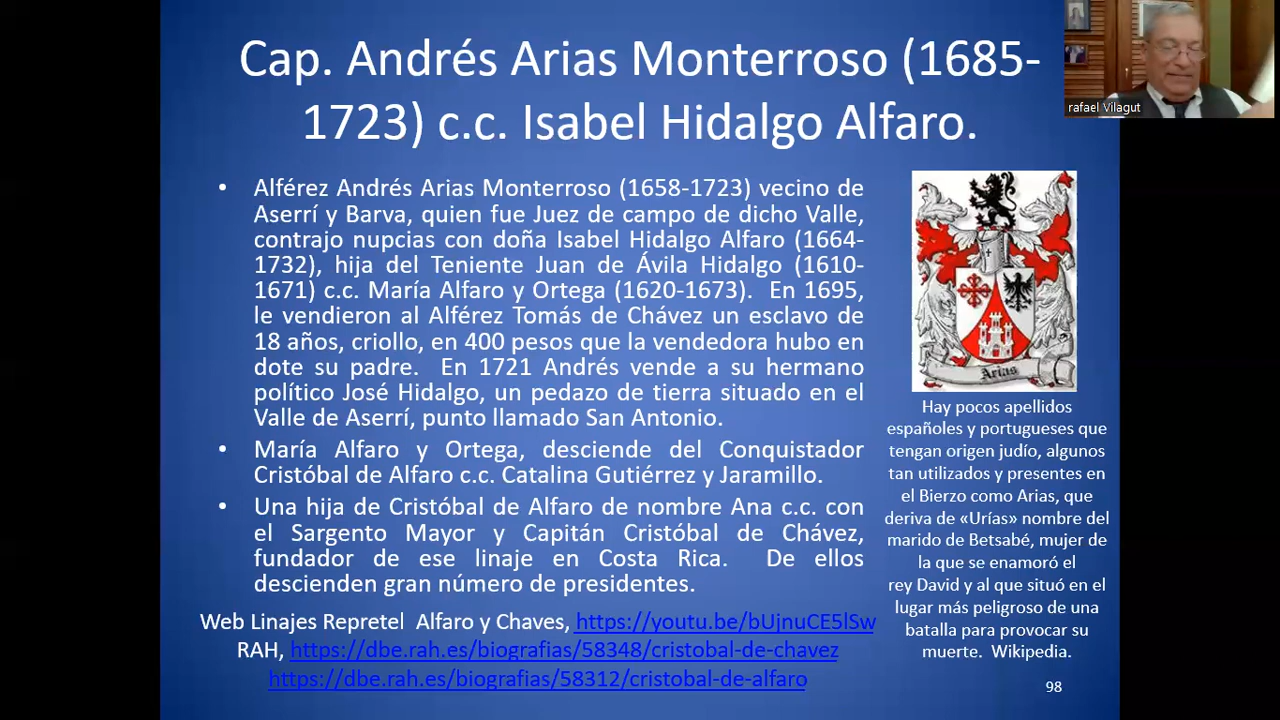 Cap. Andrés Arias Monterroso (1685-
1723) c.c. Isabel Hidalgo Alfaro.
rafael Vilagut
• Alférez Andrés Arias Monterroso (1658-1723) vecino de
Aserrí y Barva, quien fue Juez de campo de dicho Valle,
contrajo nupcias con doña Isabel Hidalgo Alfaro (1664-
1732), hija del Teniente Juan de Ávila Hidalgo (1610-
1671) c.c. María Alfaro y Ortega (1620-1673). En 1695,
le vendieron al Alférez Tomás de Chávez un esclavo de
18 años, criollo, en 400 pesos que la vendedora hubo en
dote su padre. En 1721 Andrés vende a su hermano
político José Hidalgo, un pedazo de tierra situado en el
Valle de Aserrí, punto llamado San Antonio.
• María Alfaro y Ortega, desciende del Conquistador
Cristóbal de Alfaro c.c. Catalina Gutiérrez y Jaramillo.
• Una hija de Cristóbal de Alfaro de nombre Ana c.c. con
el Sargento Mayor y Capitán Cristóbal de Chávez,
fundador de ese linaje en Costa Rica. De ellos
descienden gran número de presidentes.
Web Linajes Repretel Alfaro y Chaves, https://youtu.be/bUjnuCE5lSw
RAH, https://dbe.rah.es/biografias/58348/cristobal-de-chavez
https://dbe.rah.es/biografias/58312/cristobal-de-alfaro
Arias
Hay pocos apellidos
españoles y portugueses que
tengan origen judío, algunos
tan utilizados y presentes en
el Bierzo como Arias, que
deriva de «Urías» nombre del
marido de Betsabé, mujer de
la que se enamoró el
rey David y al que situó en el
lugar más peligroso de una
batalla para provocar su
muerte. Wikipedia.
98